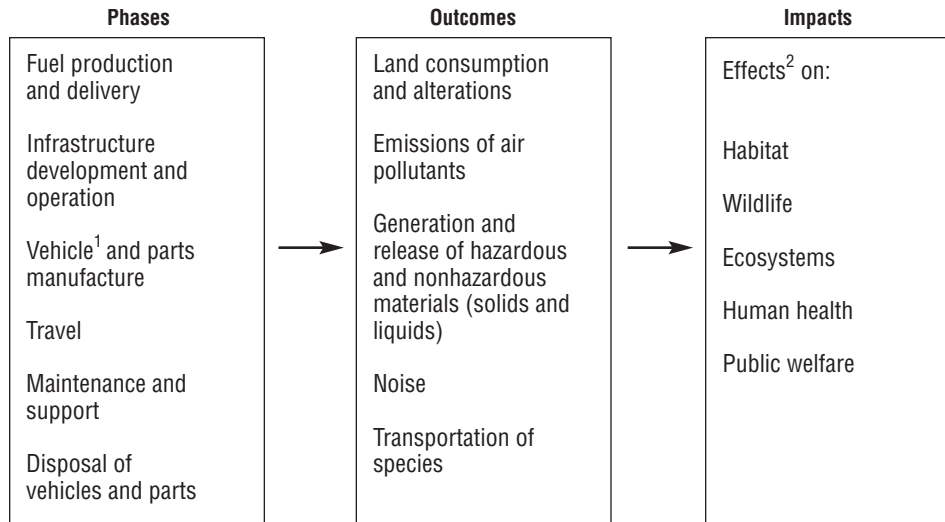 Phases
Fuel production
and delivery
Infrastructure
development and
operation
Vehicle1 and parts
manufacture
Travel
Maintenance and
support
Disposal of
vehicles and parts
Outcomes
Land consumption
and alterations
Emissions of air
pollutants
Generation and
release of hazardous
and nonhazardous
materials (solids and
liquids)
Noise
Transportation of
species
Impacts
Effects2 on:
Habitat
Wildlife
Ecosystems
Human health
Public welfare